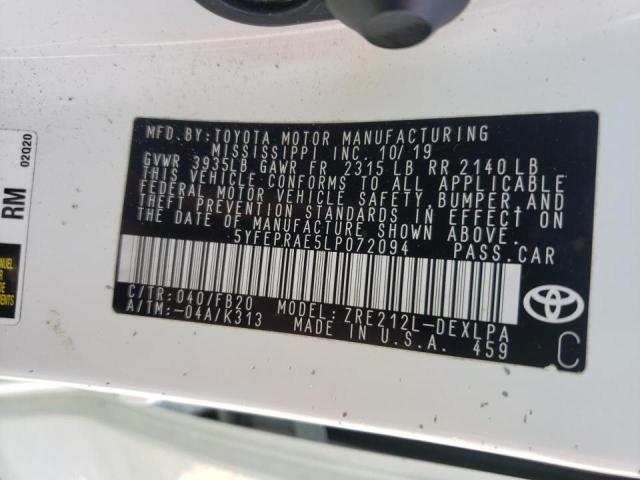 MFD.BY:TOYOTA MOTOR MANUFACTURING
MISSISSIPPI INC. 10/19
GVWR 3935LB GAWR FR 2315 LB RR 2140 LB
THIS VEHICLE CONFORMS TO ALL APPLICABLE
FEDERAL MOTOR VEHICLE SAFETY,BUMPER,AND
THEFT PREVENTION STANDARDS IN EFFECT ON
THE DATE OF MANUFACTURE SHOWN ABOVE.
5YFEPRAE5LP072094 PASS.CAR
C/TR:040/FB20 MODEL:ZRE212L-DEXLPA
A/TM:-04A/K313 MADE IN U.S.A. 459
C
RM 02Q20